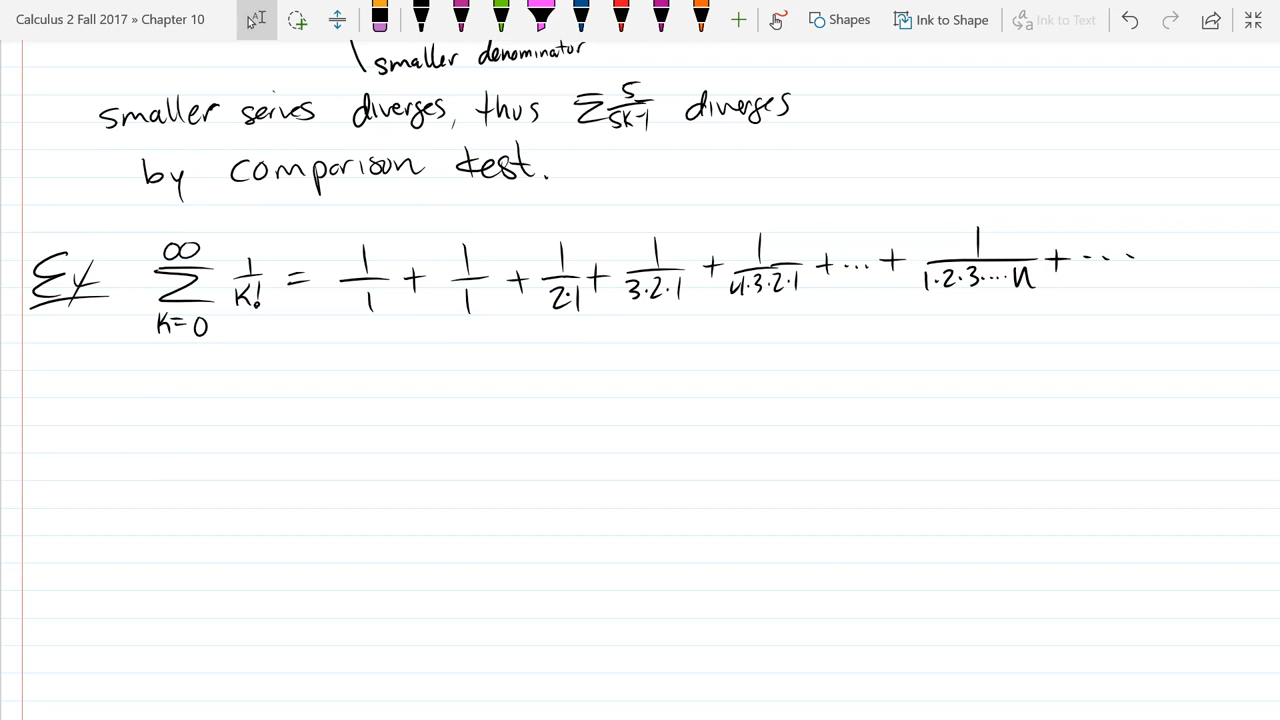 Calculus 2 Fall 2017 » Chapter 10 Shapes Ink to Shape Ink to Text
smaller denominator
smaller series diverges, thus Σ 5/(5K-1) diverges
by comparison test.
Ex ∞ Σ K=0 1/K! = 1/1 + 1/1 + 1/(2·1) + 1/(3·2·1) + 1/(4·3·2·1) + ... + 1/(1·2·3····n) + ...